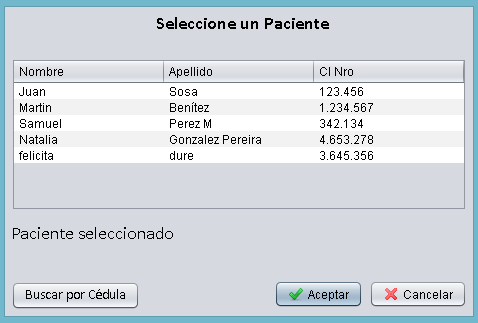 Seleccione un Paciente
Nombre Apellido CI Nro
Juan Sosa 123.456
Martin Benítez 1.234.567
Samuel Perez M 342.134
Natalia Gonzalez Pereira 4.653.278
felicita dure 3.645.356
Paciente seleccionado
Buscar por Cédula Aceptar Cancelar